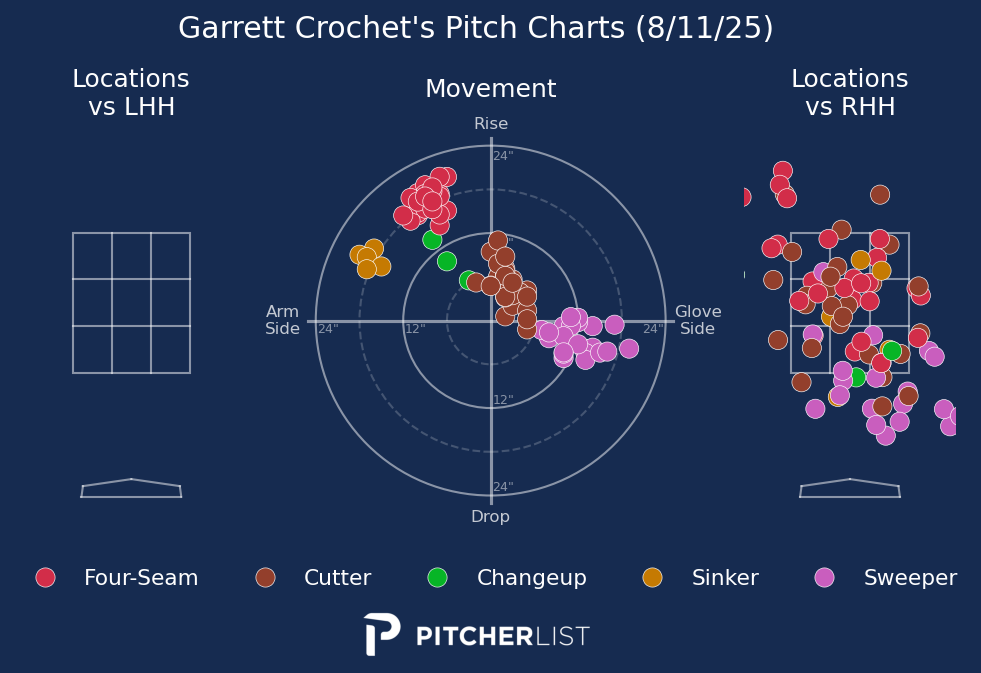 Garrett Crochet's Pitch Charts (8/11/25)
Locations
vs LHH
Movement
Locations
vs RHH
Rise
24"
Arm
Side
24"
12"
24"
Glove
Side
12"
24"
Drop
Four-Seam
Cutter
Changeup
Sinker
Sweeper
PITCHERLIST